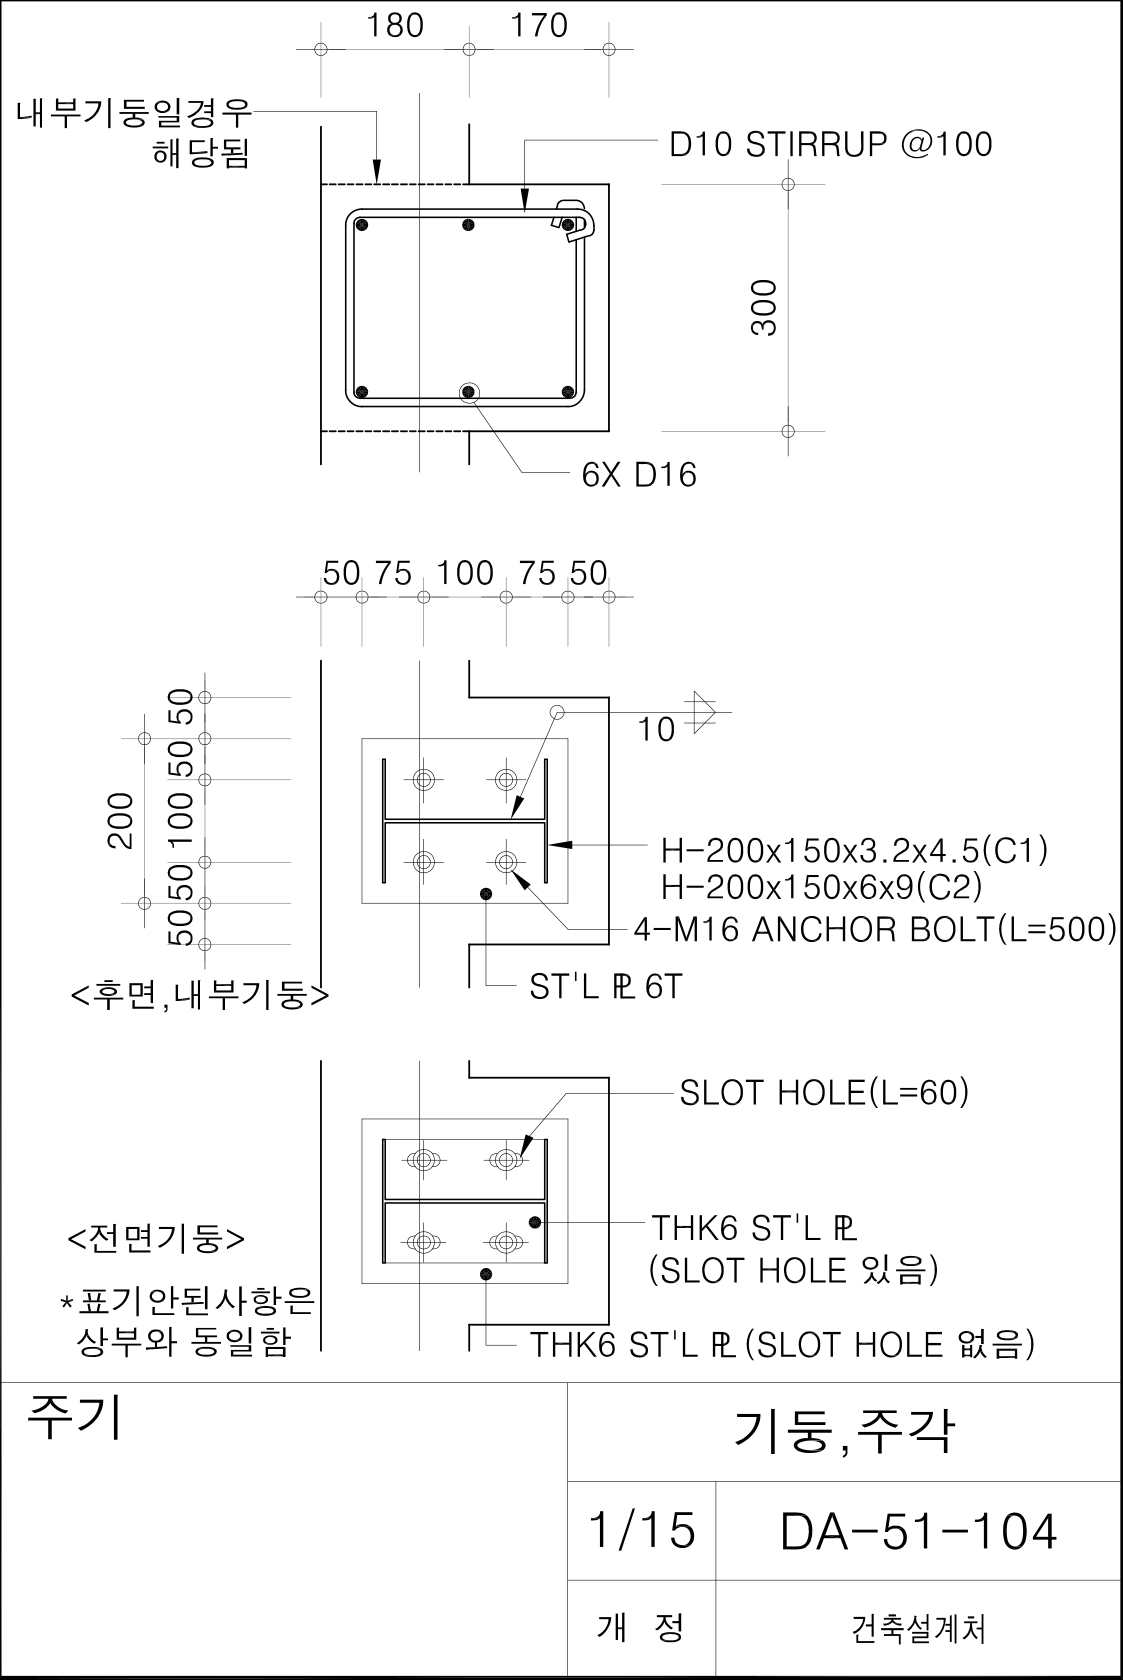 180 170
내부기둥일경우
해당됨
D10 STIRRUP @100
300
6X D16
50 75 100 75 50
50
50
100
50
50
200
10
H-200x150x3.2x4.5(C1)
H-200x150x6x9(C2)
4-M16 ANCHOR BOLT(L=500)
ST'L PL 6T
<후면,내부기둥>
SLOT HOLE(L=60)
<전면기둥>
THK6 ST'L PL
(SLOT HOLE 있음)
*표기안된사항은
상부와 동일함
THK6 ST'L PL (SLOT HOLE 없음)
주기
기둥,주각
1/15 DA-51-104
개 정 건축설계처